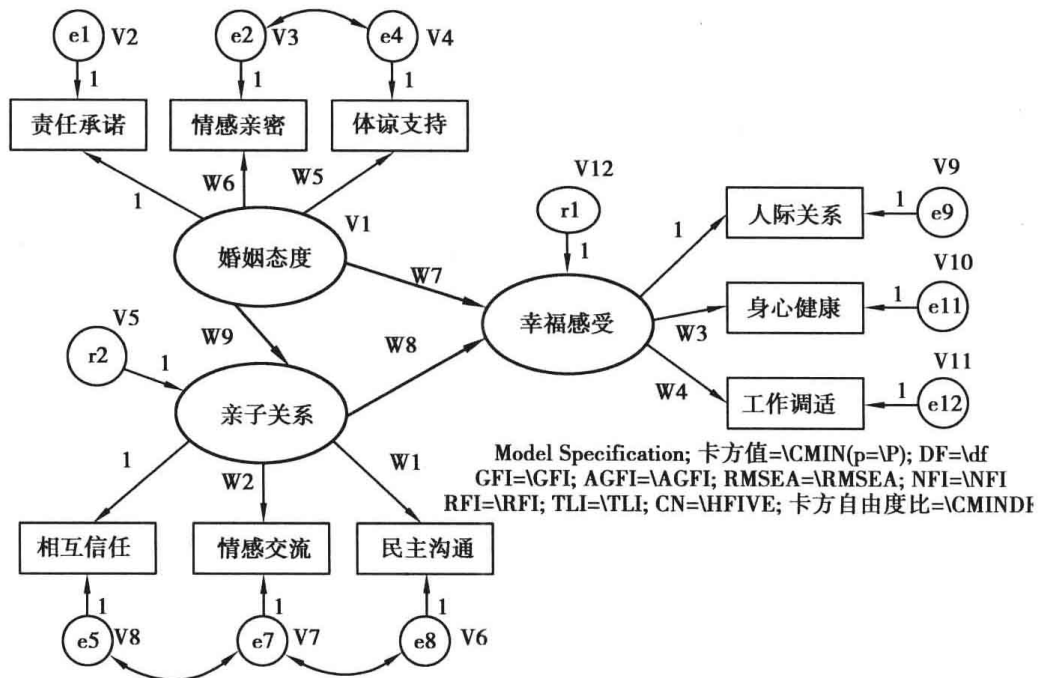 e1 V2 e2 V3 e4 V4
1 1 1
责任承诺 情感亲密 体谅支持
1 W6 W5
V12 V9
r1 人际关系 1 e9
V1 1 1
婚姻态度 W7 V10
幸福感受 身心健康 1 e11
W3
V5 W9 W8 V11
r2 1 W4 工作调适 1 e12
亲子关系
1 W2 W1
Model Specification; 卡方值=\CMIN(p=\P); DF=\df
GFI=\GFI; AGFI=\AGFI; RMSEA=\RMSEA; NFI=\NFI
RFI=\RFI; TLI=\TLI; CN=\HFIVE; 卡方自由度比=\CMINDF
相互信任 情感交流 民主沟通
1 1 1
e5 V8 e7 V7 e8 V6